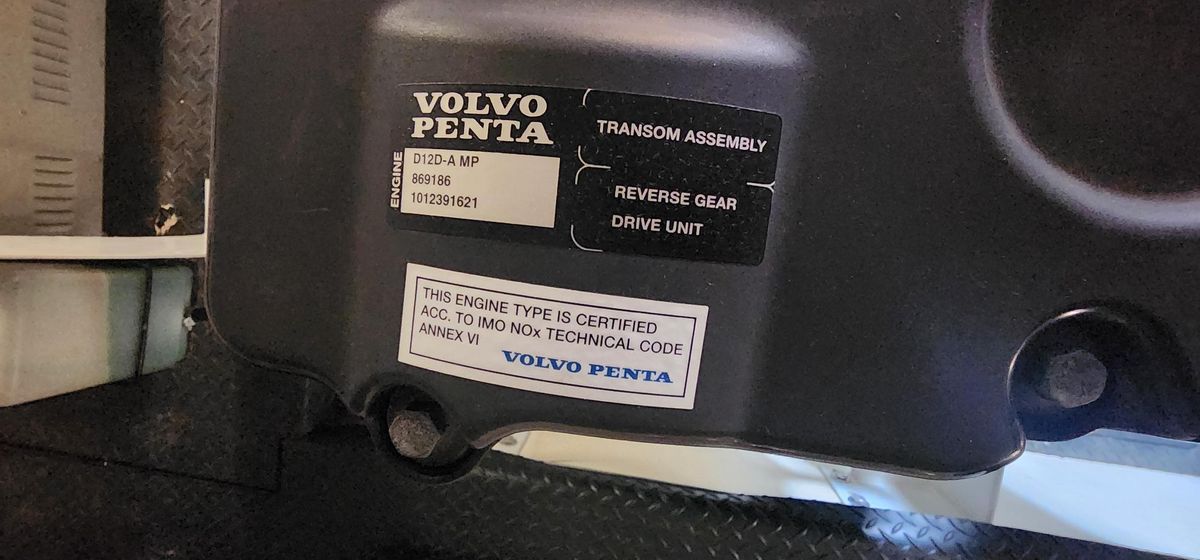 VOLVO
PENTA
ENGINE
D12D-A MP
869186
1012391621
TRANSOM ASSEMBLY
REVERSE GEAR
DRIVE UNIT
THIS ENGINE TYPE IS CERTIFIED
ACC. TO IMO NOx TECHNICAL CODE
ANNEX VI
VOLVO PENTA